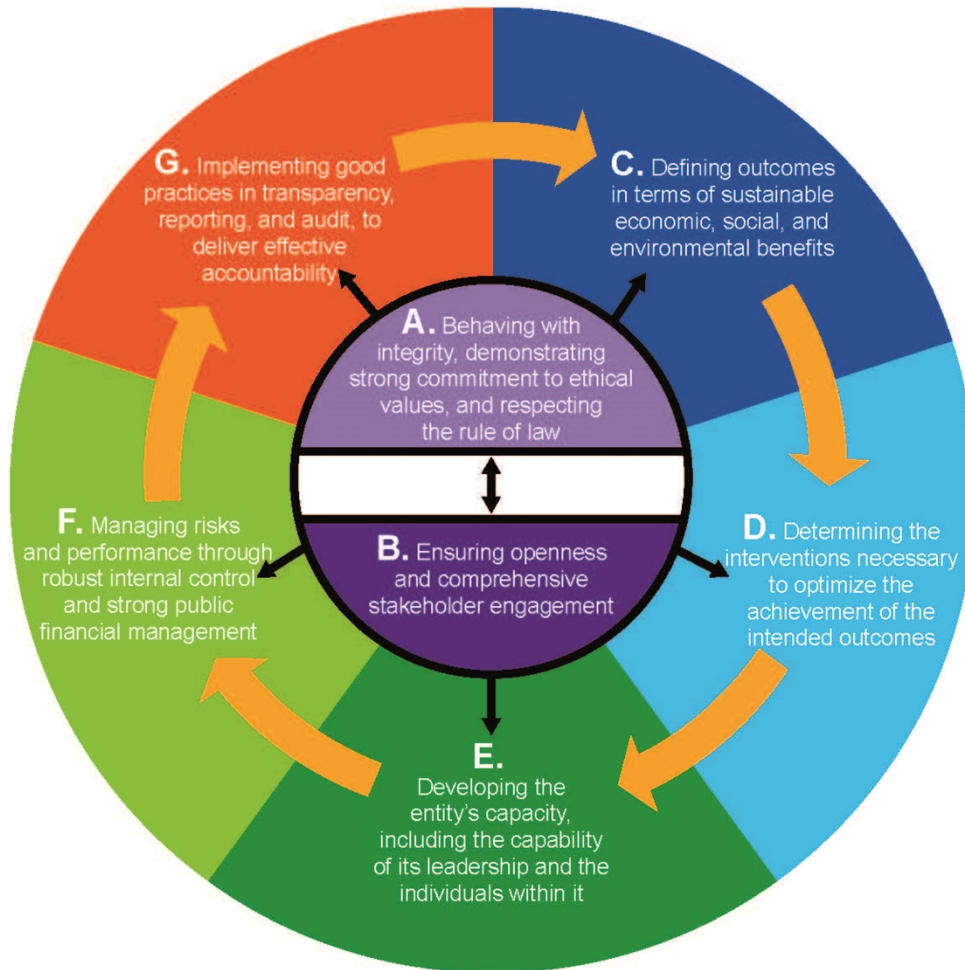 A. Behaving with
integrity, demonstrating
strong commitment to ethical
values, and respecting
the rule of law
B. Ensuring openness
and comprehensive
stakeholder engagement
C. Defining outcomes
in terms of sustainable
economic, social, and
environmental benefits
D. Determining the
interventions necessary
to optimize the
achievement of the
intended outcomes
E.
Developing the
entity's capacity,
including the capability
of its leadership and the
individuals within it
F. Managing risks
and performance through
robust internal control
and strong public
financial management
G. Implementing good
practices in transparency,
reporting, and audit, to
deliver effective
accountability